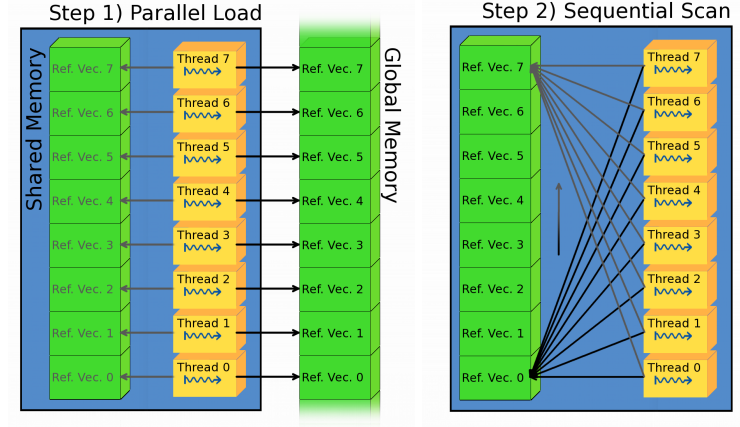 Step 1) Parallel Load
Shared Memory
Ref. Vec. 7
Ref. Vec. 6
Ref. Vec. 5
Ref. Vec. 4
Ref. Vec. 3
Ref. Vec. 2
Ref. Vec. 1
Ref. Vec. 0
Thread 7
Thread 6
Thread 5
Thread 4
Thread 3
Thread 2
Thread 1
Thread 0
Ref. Vec. 7
Ref. Vec. 6
Ref. Vec. 5
Ref. Vec. 4
Ref. Vec. 3
Ref. Vec. 2
Ref. Vec. 1
Ref. Vec. 0
Global Memory
Step 2) Sequential Scan
Ref. Vec. 7
Ref. Vec. 6
Ref. Vec. 5
Ref. Vec. 4
Ref. Vec. 3
Ref. Vec. 2
Ref. Vec. 1
Ref. Vec. 0
Thread 7
Thread 6
Thread 5
Thread 4
Thread 3
Thread 2
Thread 1
Thread 0